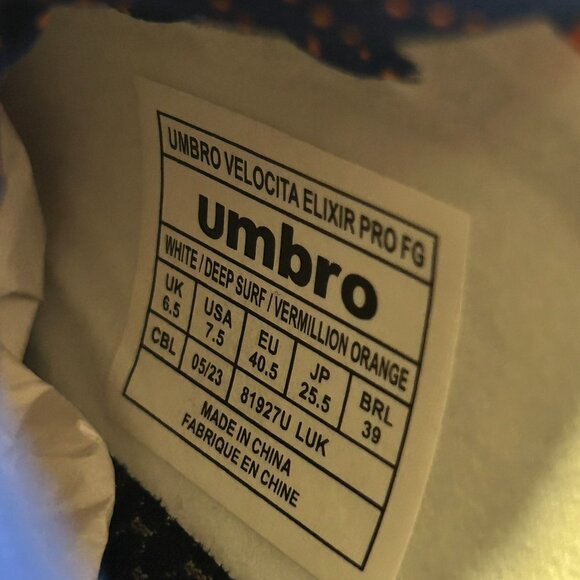 UMBRO VELOCITA ELIXIR PRO FG
umbro
WHITE / DEEP SURF / VERMILLION ORANGE
UK USA EU JP BRL
6.5 7.5 40.5 25.5 39
CBL 05/23 81927U LUK
MADE IN CHINA
FABRIQUE EN CHINE